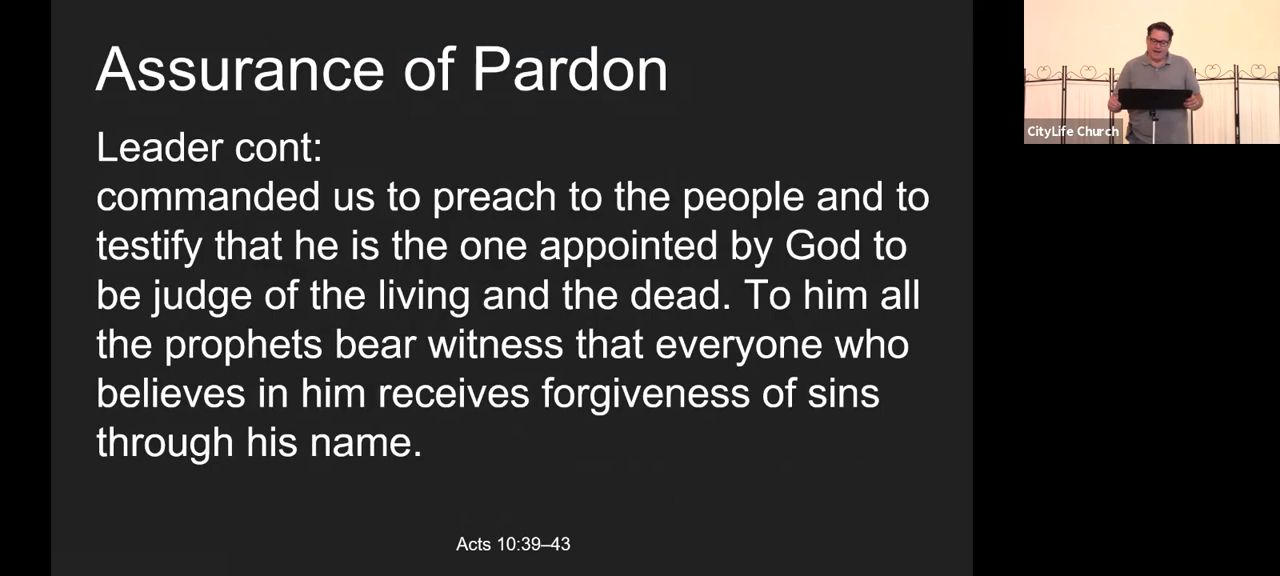 Assurance of Pardon
Leader cont:
commanded us to preach to the people and to
testify that he is the one appointed by God to
be judge of the living and the dead. To him all
the prophets bear witness that everyone who
believes in him receives forgiveness of sins
through his name.
Acts 10:39–43
CityLife Church